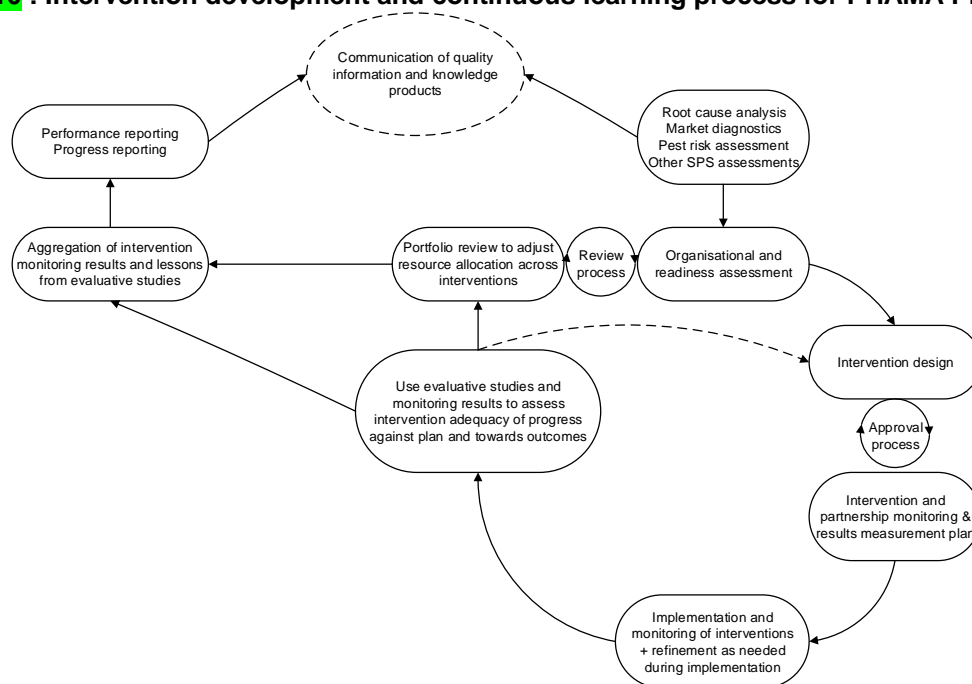 : Intervention development and continuous learning process for
Communication of quality
information and knowledge
products
Root cause analysis
Market diagnostics
Pest risk assessment
Other SPS assessments
Performance reporting
Progress reporting
Aggregation of intervention
monitoring results and lessons
from evaluative studies
Portfolio review to adjust
resource allocation across
interventions
Review
process
Organisational and
readiness assessment
Intervention design
Use evaluative studies and
monitoring results to assess
intervention adequacy of progress
against plan and towards outcomes
Approval
process
Intervention and
partnership monitoring &
results measurement plan
Implementation and
monitoring of interventions
+ refinement as needed
during implementation